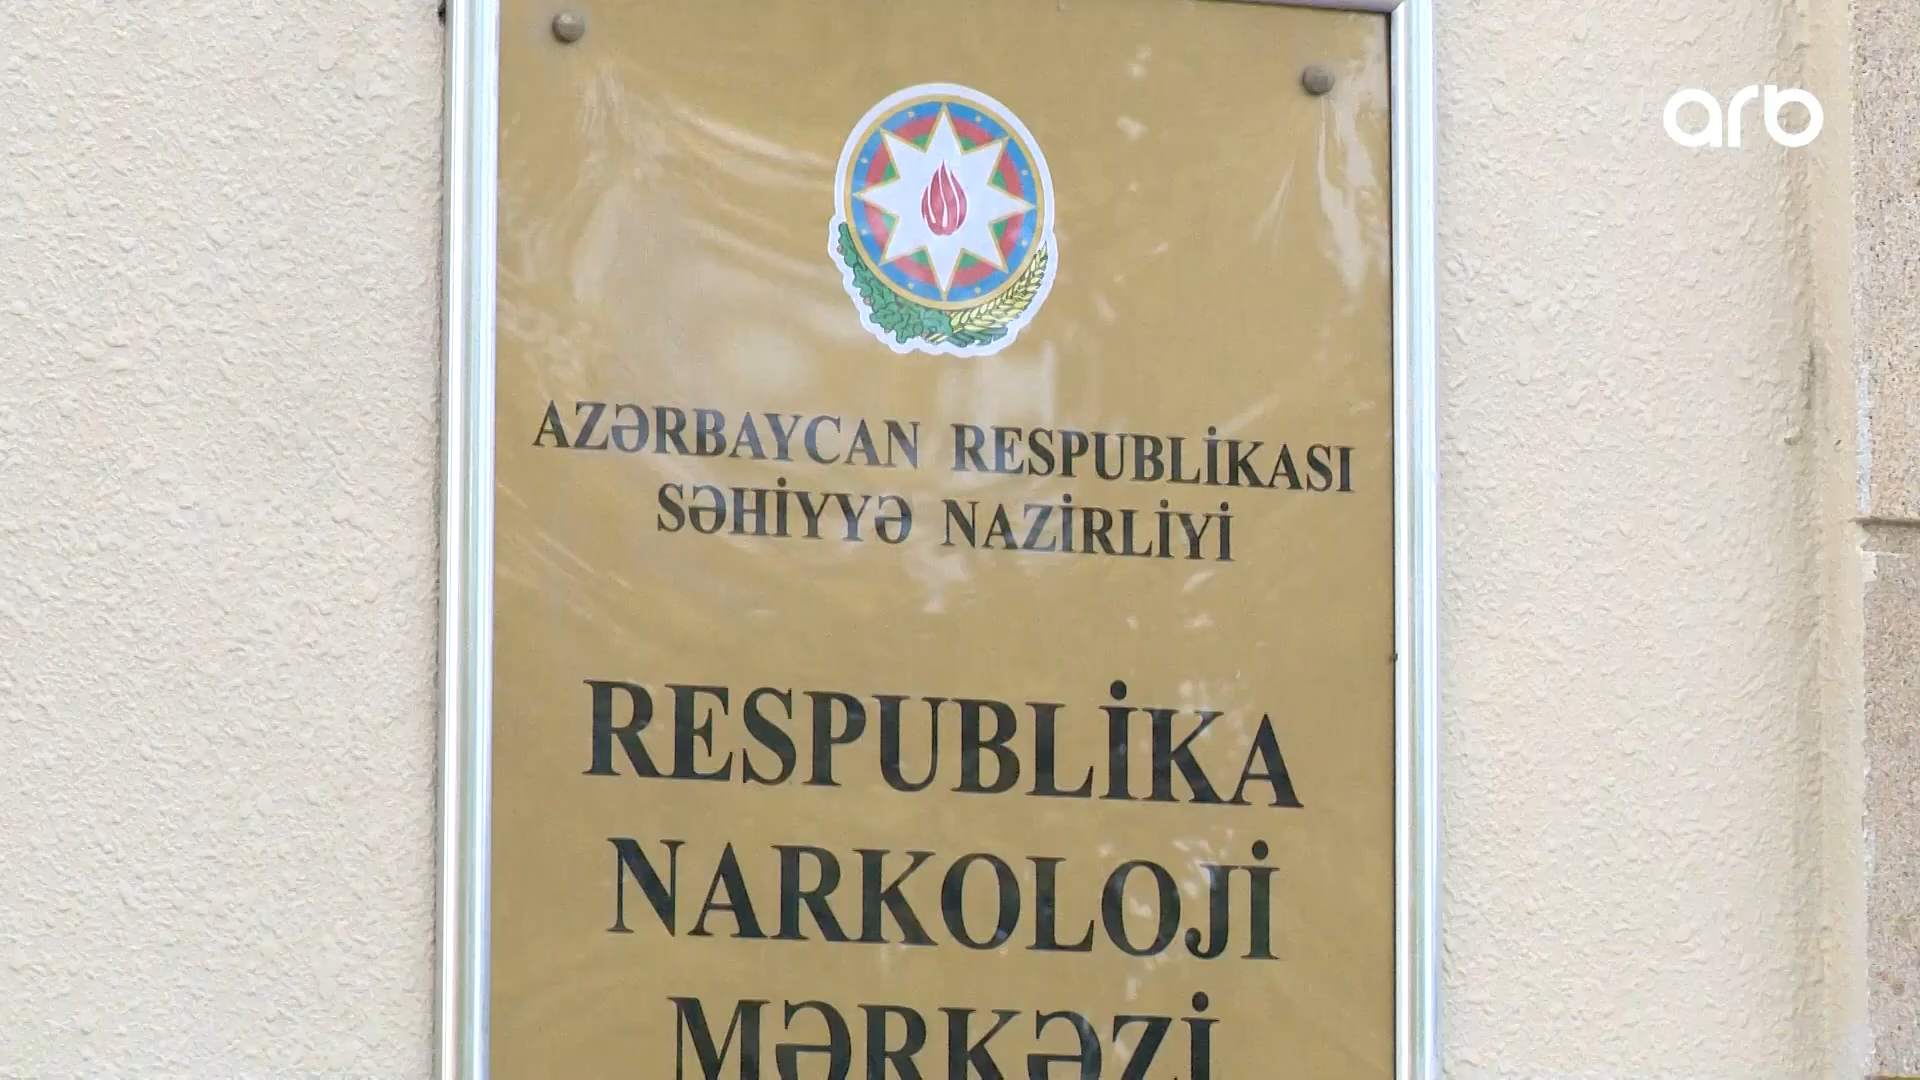 arb
AZƏRBAYCAN RESPUBLİKASI
SƏHİYYƏ NAZİRLİYİ
RESPUBLİKA
NARKOLOJİ
MƏRKƏZİ